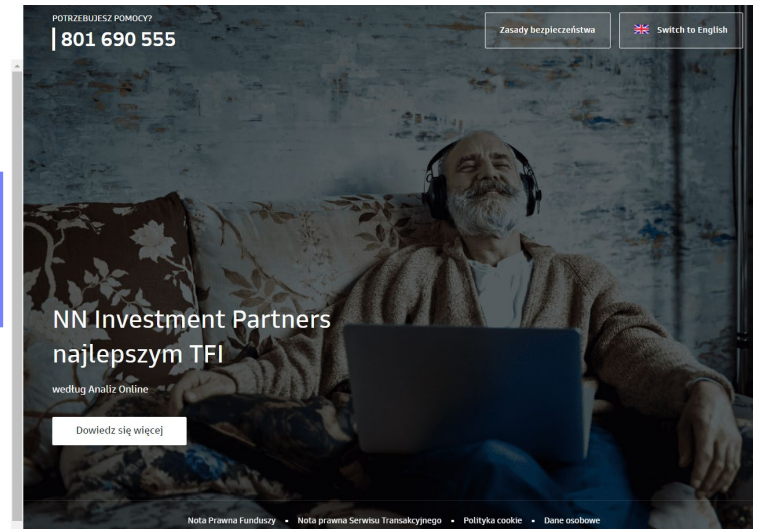 POTRZEBUJESZ POMOCY?
801 690 555
Zasady bezpieczeństwa
Switch to English
NN Investment Partners
najlepszym TFI
według Analiz Online
Dowiedz się więcej
Nota Prawna Funduszy • Nota prawna Serwisu Transakcyjnego • Polityka cookie • Dane osobowe